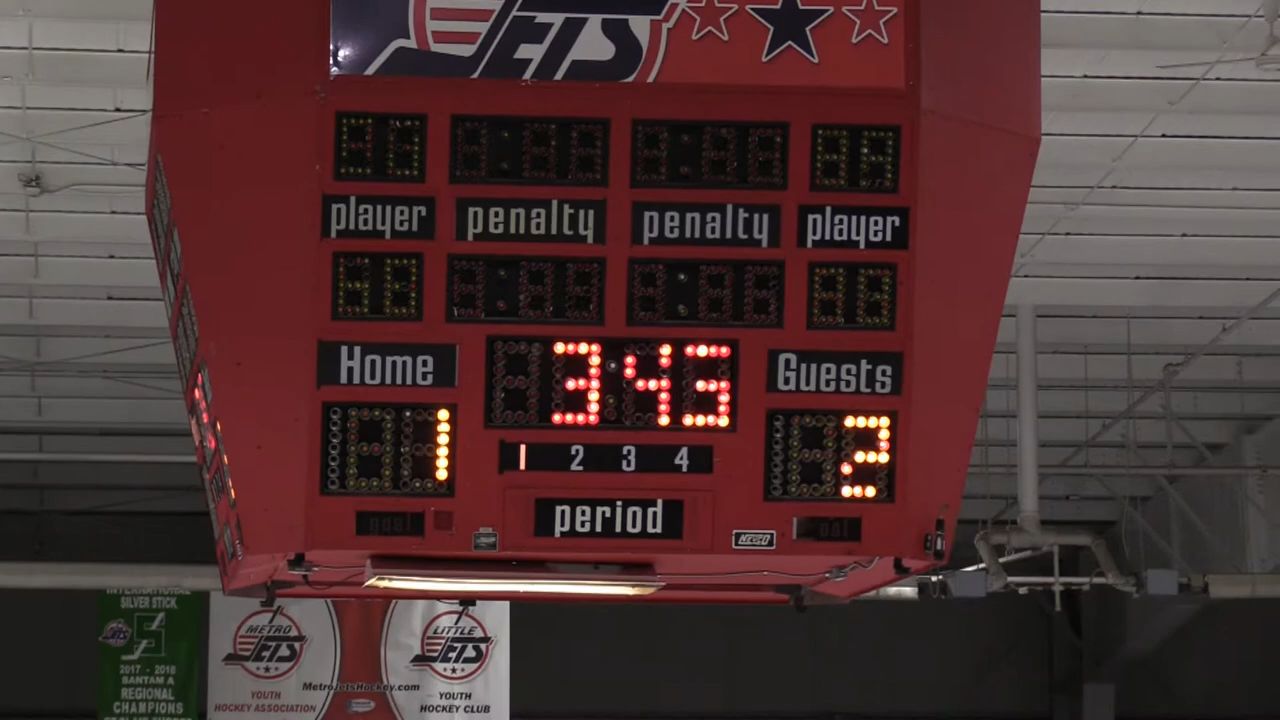 JETS
player penalty penalty player
Home 3 45 Guests
1 1 2 3 4 2
period
INTERNATIONAL
SILVER STICK
2017 - 2018
BANTAM A
REGIONAL
CHAMPIONS
METRO
JETS
MetroJetsHockey.com
YOUTH
HOCKEY ASSOCIATION
LITTLE
JETS
YOUTH
HOCKEY CLUB